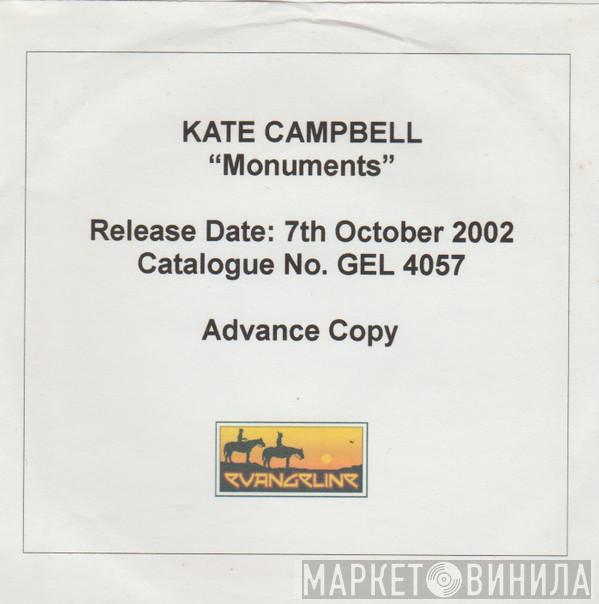 KATE CAMPBELL
“Monuments”
Release Date: 7th October 2002
Catalogue No. GEL 4057
Advance Copy
EVANGELINE
МАРКЕТ ВИНИЛА